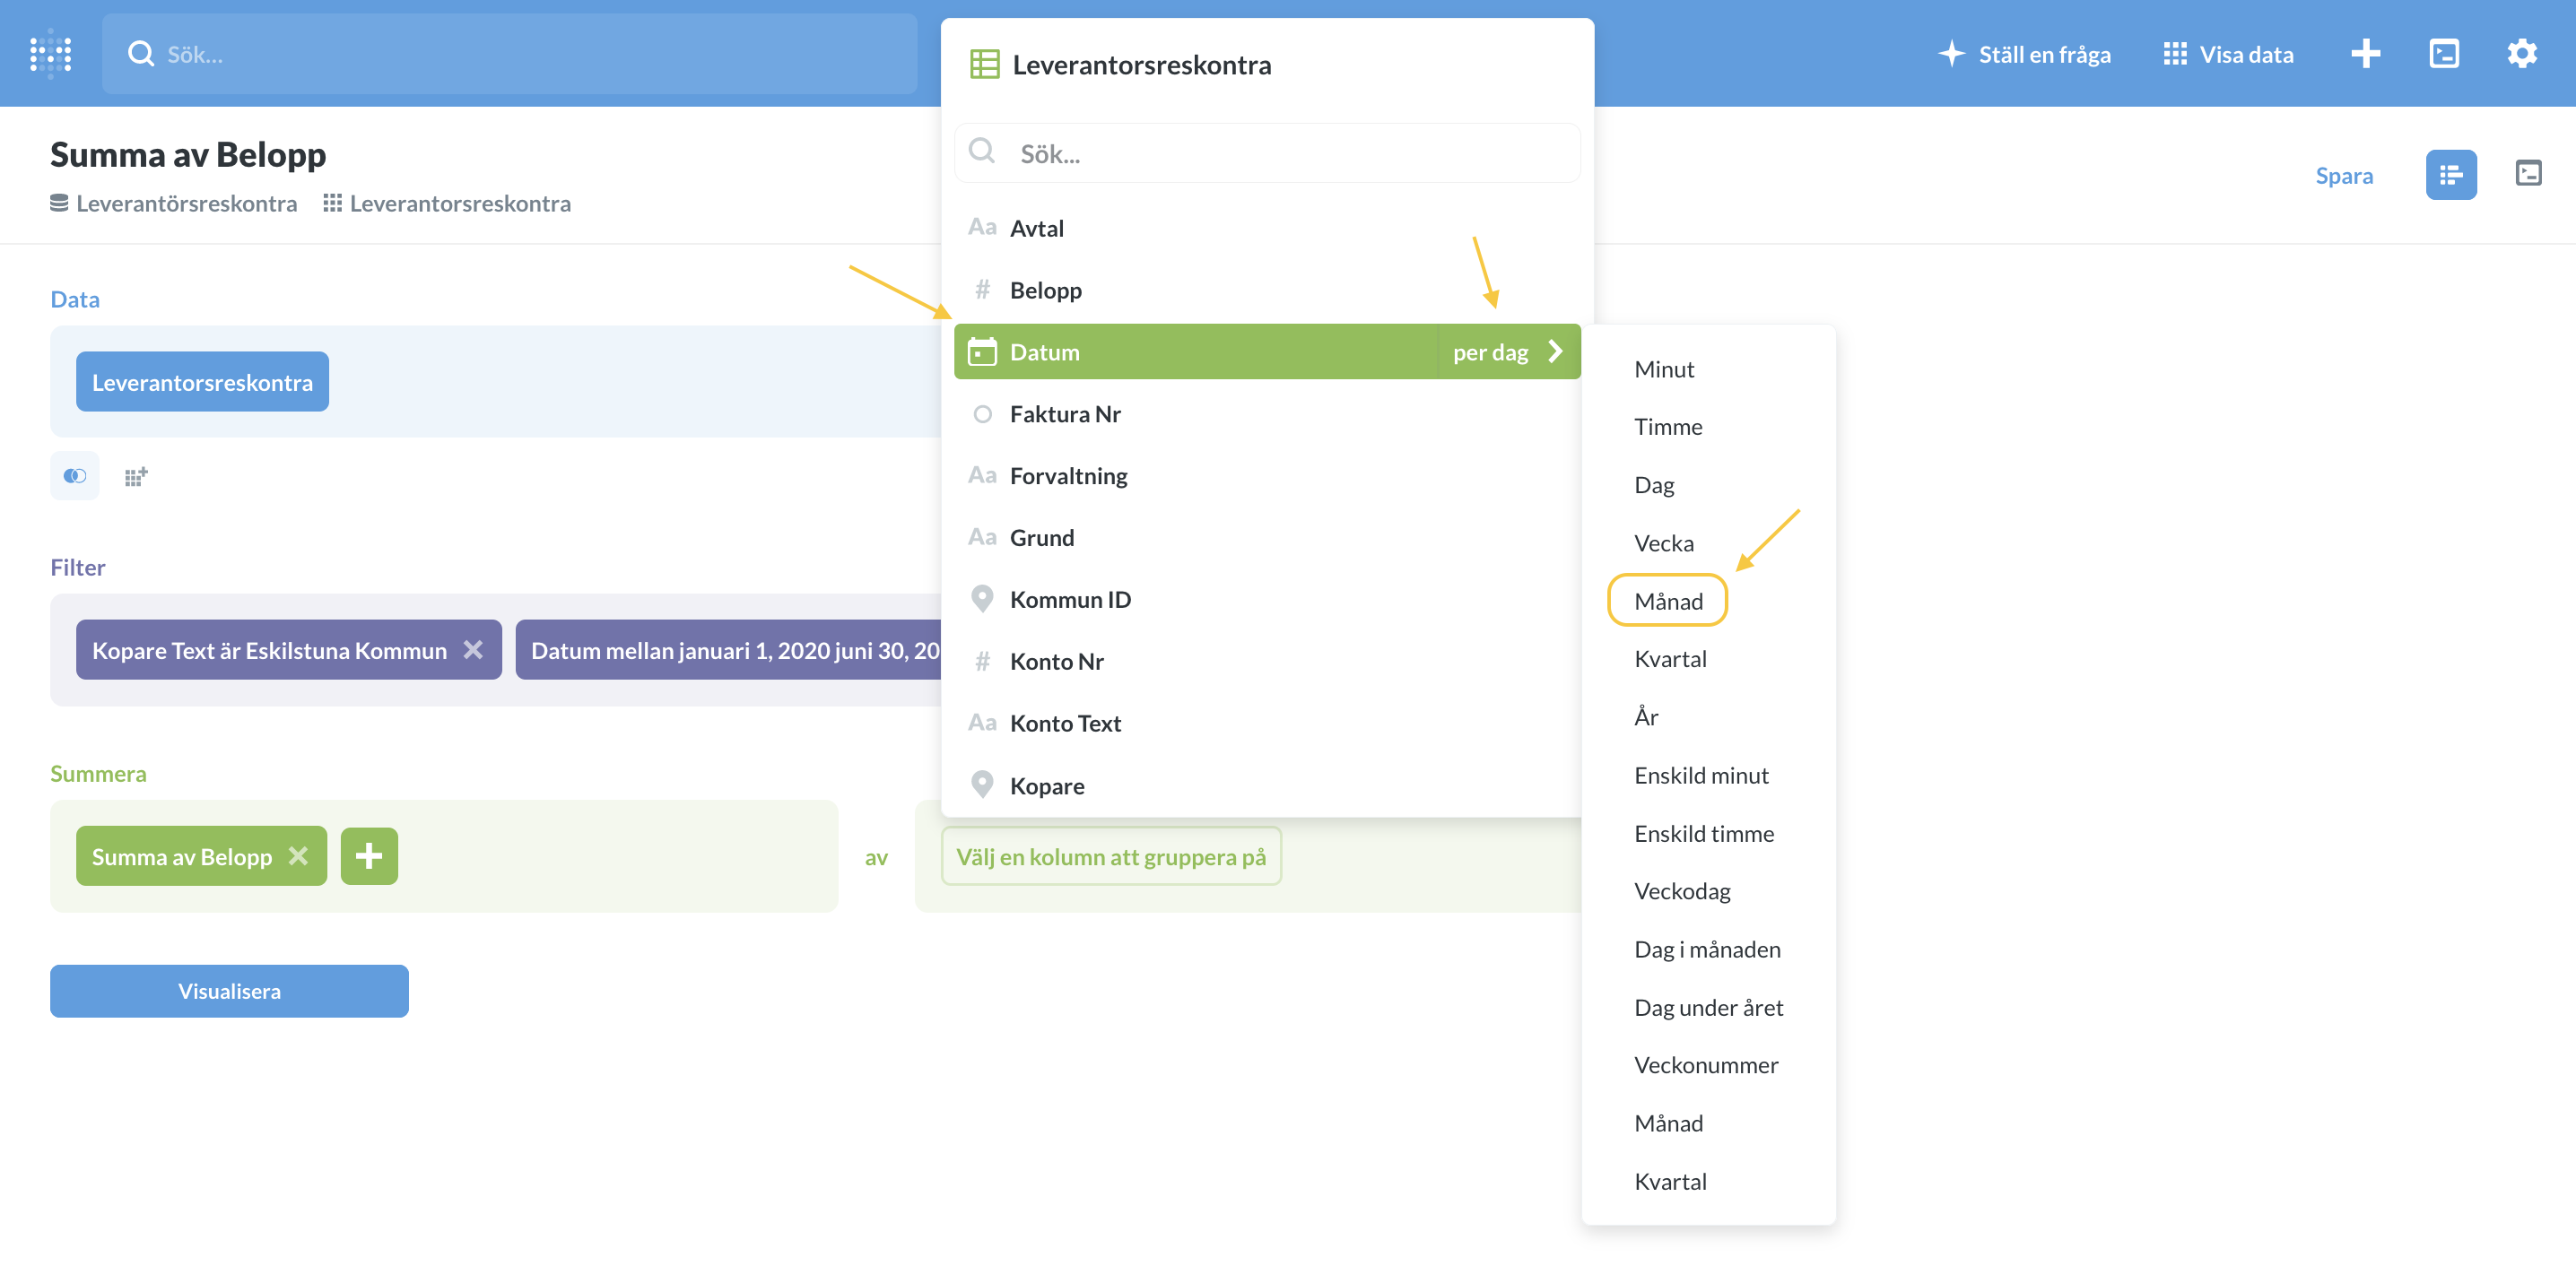 Sök...
Ställ en fråga
Visa data
Summa av Belopp
Leverantörsreskontra
Leverantorsreskontra
Spara
Data
Leverantorsreskontra
Filter
Kopare Text är Eskilstuna Kommun
Datum mellan januari 1, 2020 juni 30, 20
Summera
Summa av Belopp
av
Välj en kolumn att gruppera på
Visualisera
Leverantorsreskontra
Sök...
Aa Avtal
# Belopp
Datum per dag
Faktura Nr
Aa Forvaltning
Aa Grund
Kommun ID
# Konto Nr
Aa Konto Text
Kopare
Minut
Timme
Dag
Vecka
Månad
Kvartal
År
Enskild minut
Enskild timme
Veckodag
Dag i månaden
Dag under året
Veckonummer
Månad
Kvartal